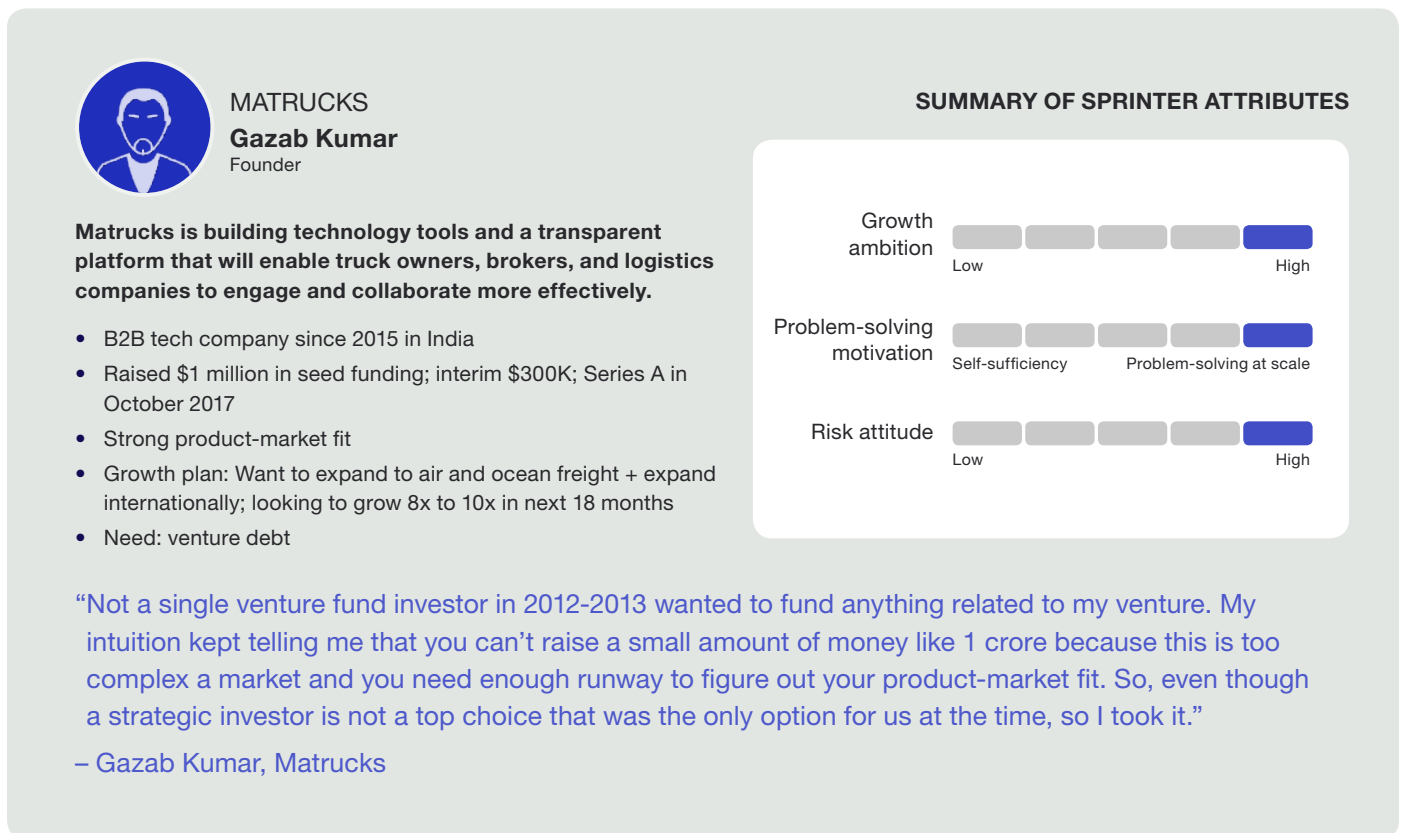 MATRUCKS
Gazab Kumar
Founder
Matrucks is building technology tools and a transparent
platform that will enable truck owners, brokers, and logistics
companies to engage and collaborate more effectively.
• B2B tech company since 2015 in India
• Raised $1 million in seed funding; interim $300K; Series A in
October 2017
• Strong product-market fit
• Growth plan: Want to expand to air and ocean freight + expand
internationally; looking to grow 8x to 10x in next 18 months
• Need: venture debt
SUMMARY OF SPRINTER ATTRIBUTES
Growth
ambition
Low High
Problem-solving
motivation
Self-sufficiency Problem-solving at scale
Risk attitude
Low High
“Not a single venture fund investor in 2012-2013 wanted to fund anything related to my venture. My
intuition kept telling me that you can’t raise a small amount of money like 1 crore because this is too
complex a market and you need enough runway to figure out your product-market fit. So, even though
a strategic investor is not a top choice that was the only option for us at the time, so I took it.”
– Gazab Kumar, Matrucks